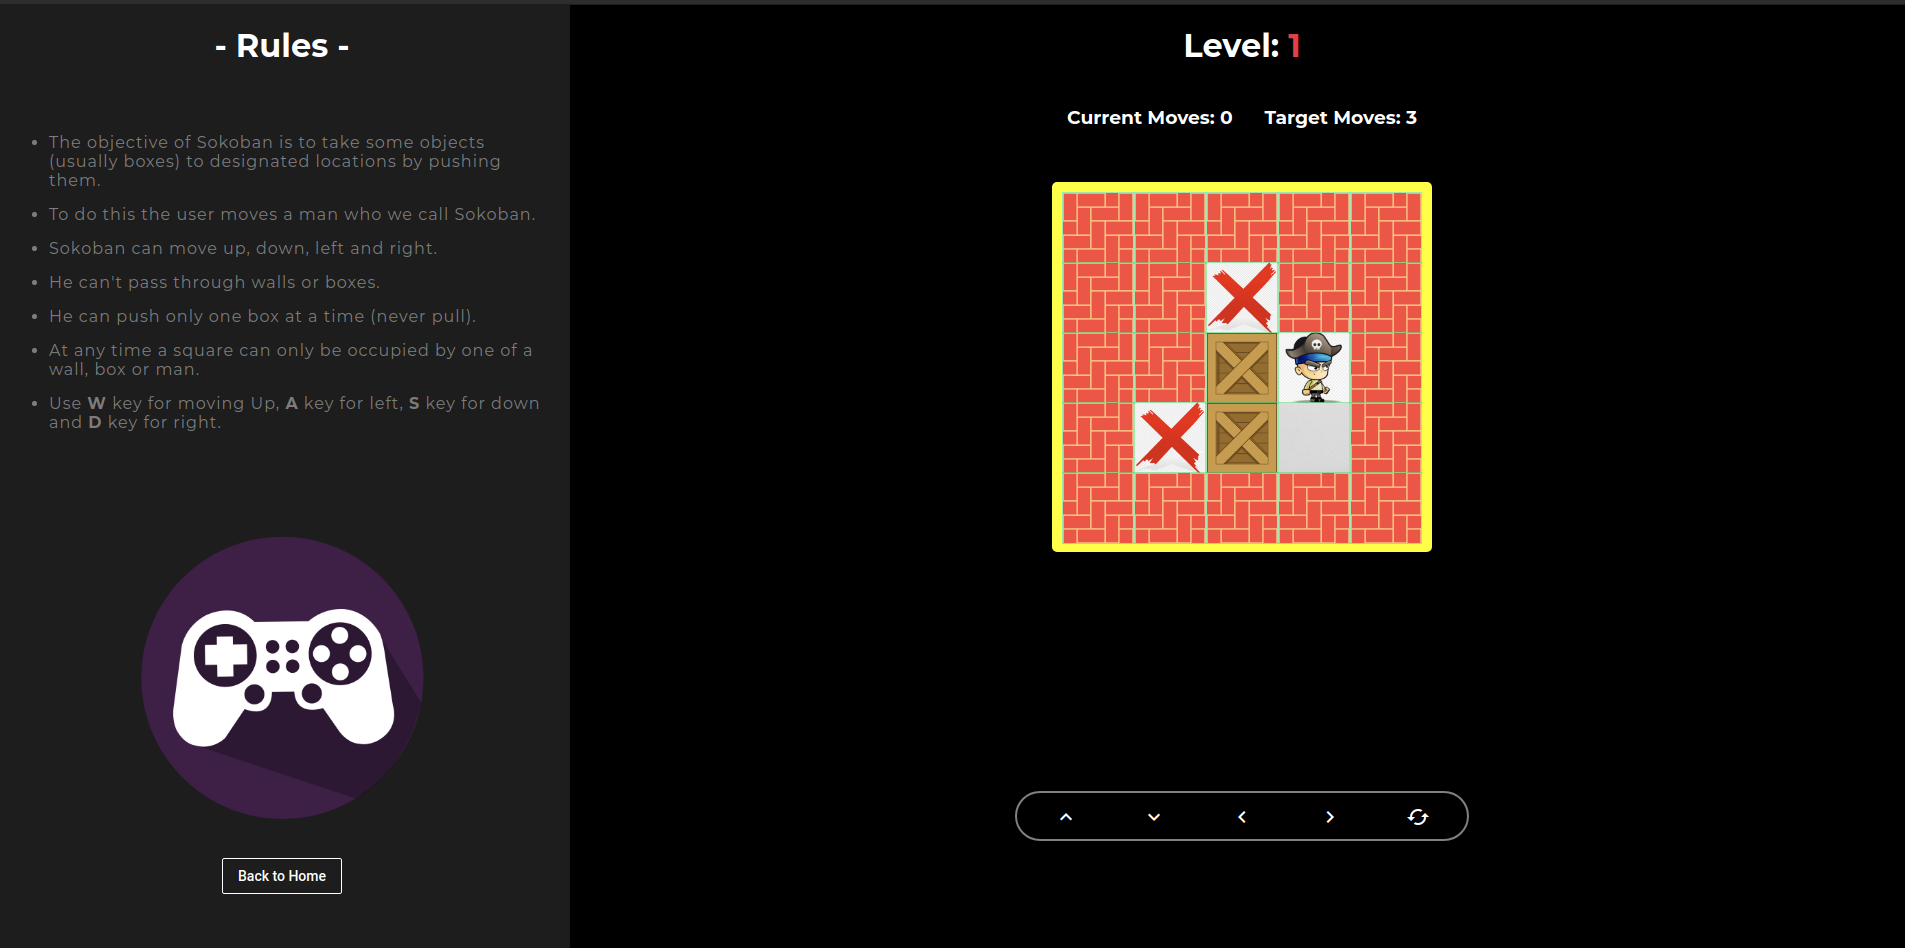 - Rules -
The objective of Sokoban is to take some objects
(usually boxes) to designated locations by pushing
them.
To do this the user moves a man who we call Sokoban.
Sokoban can move up, down, left and right.
He can't pass through walls or boxes.
He can push only one box at a time (never pull).
At any time a square can only be occupied by one of a
wall, box or man.
Use W key for moving Up, A key for left, S key for down
and D key for right.
Back to Home
Level: 1
Current Moves: 0 Target Moves: 3